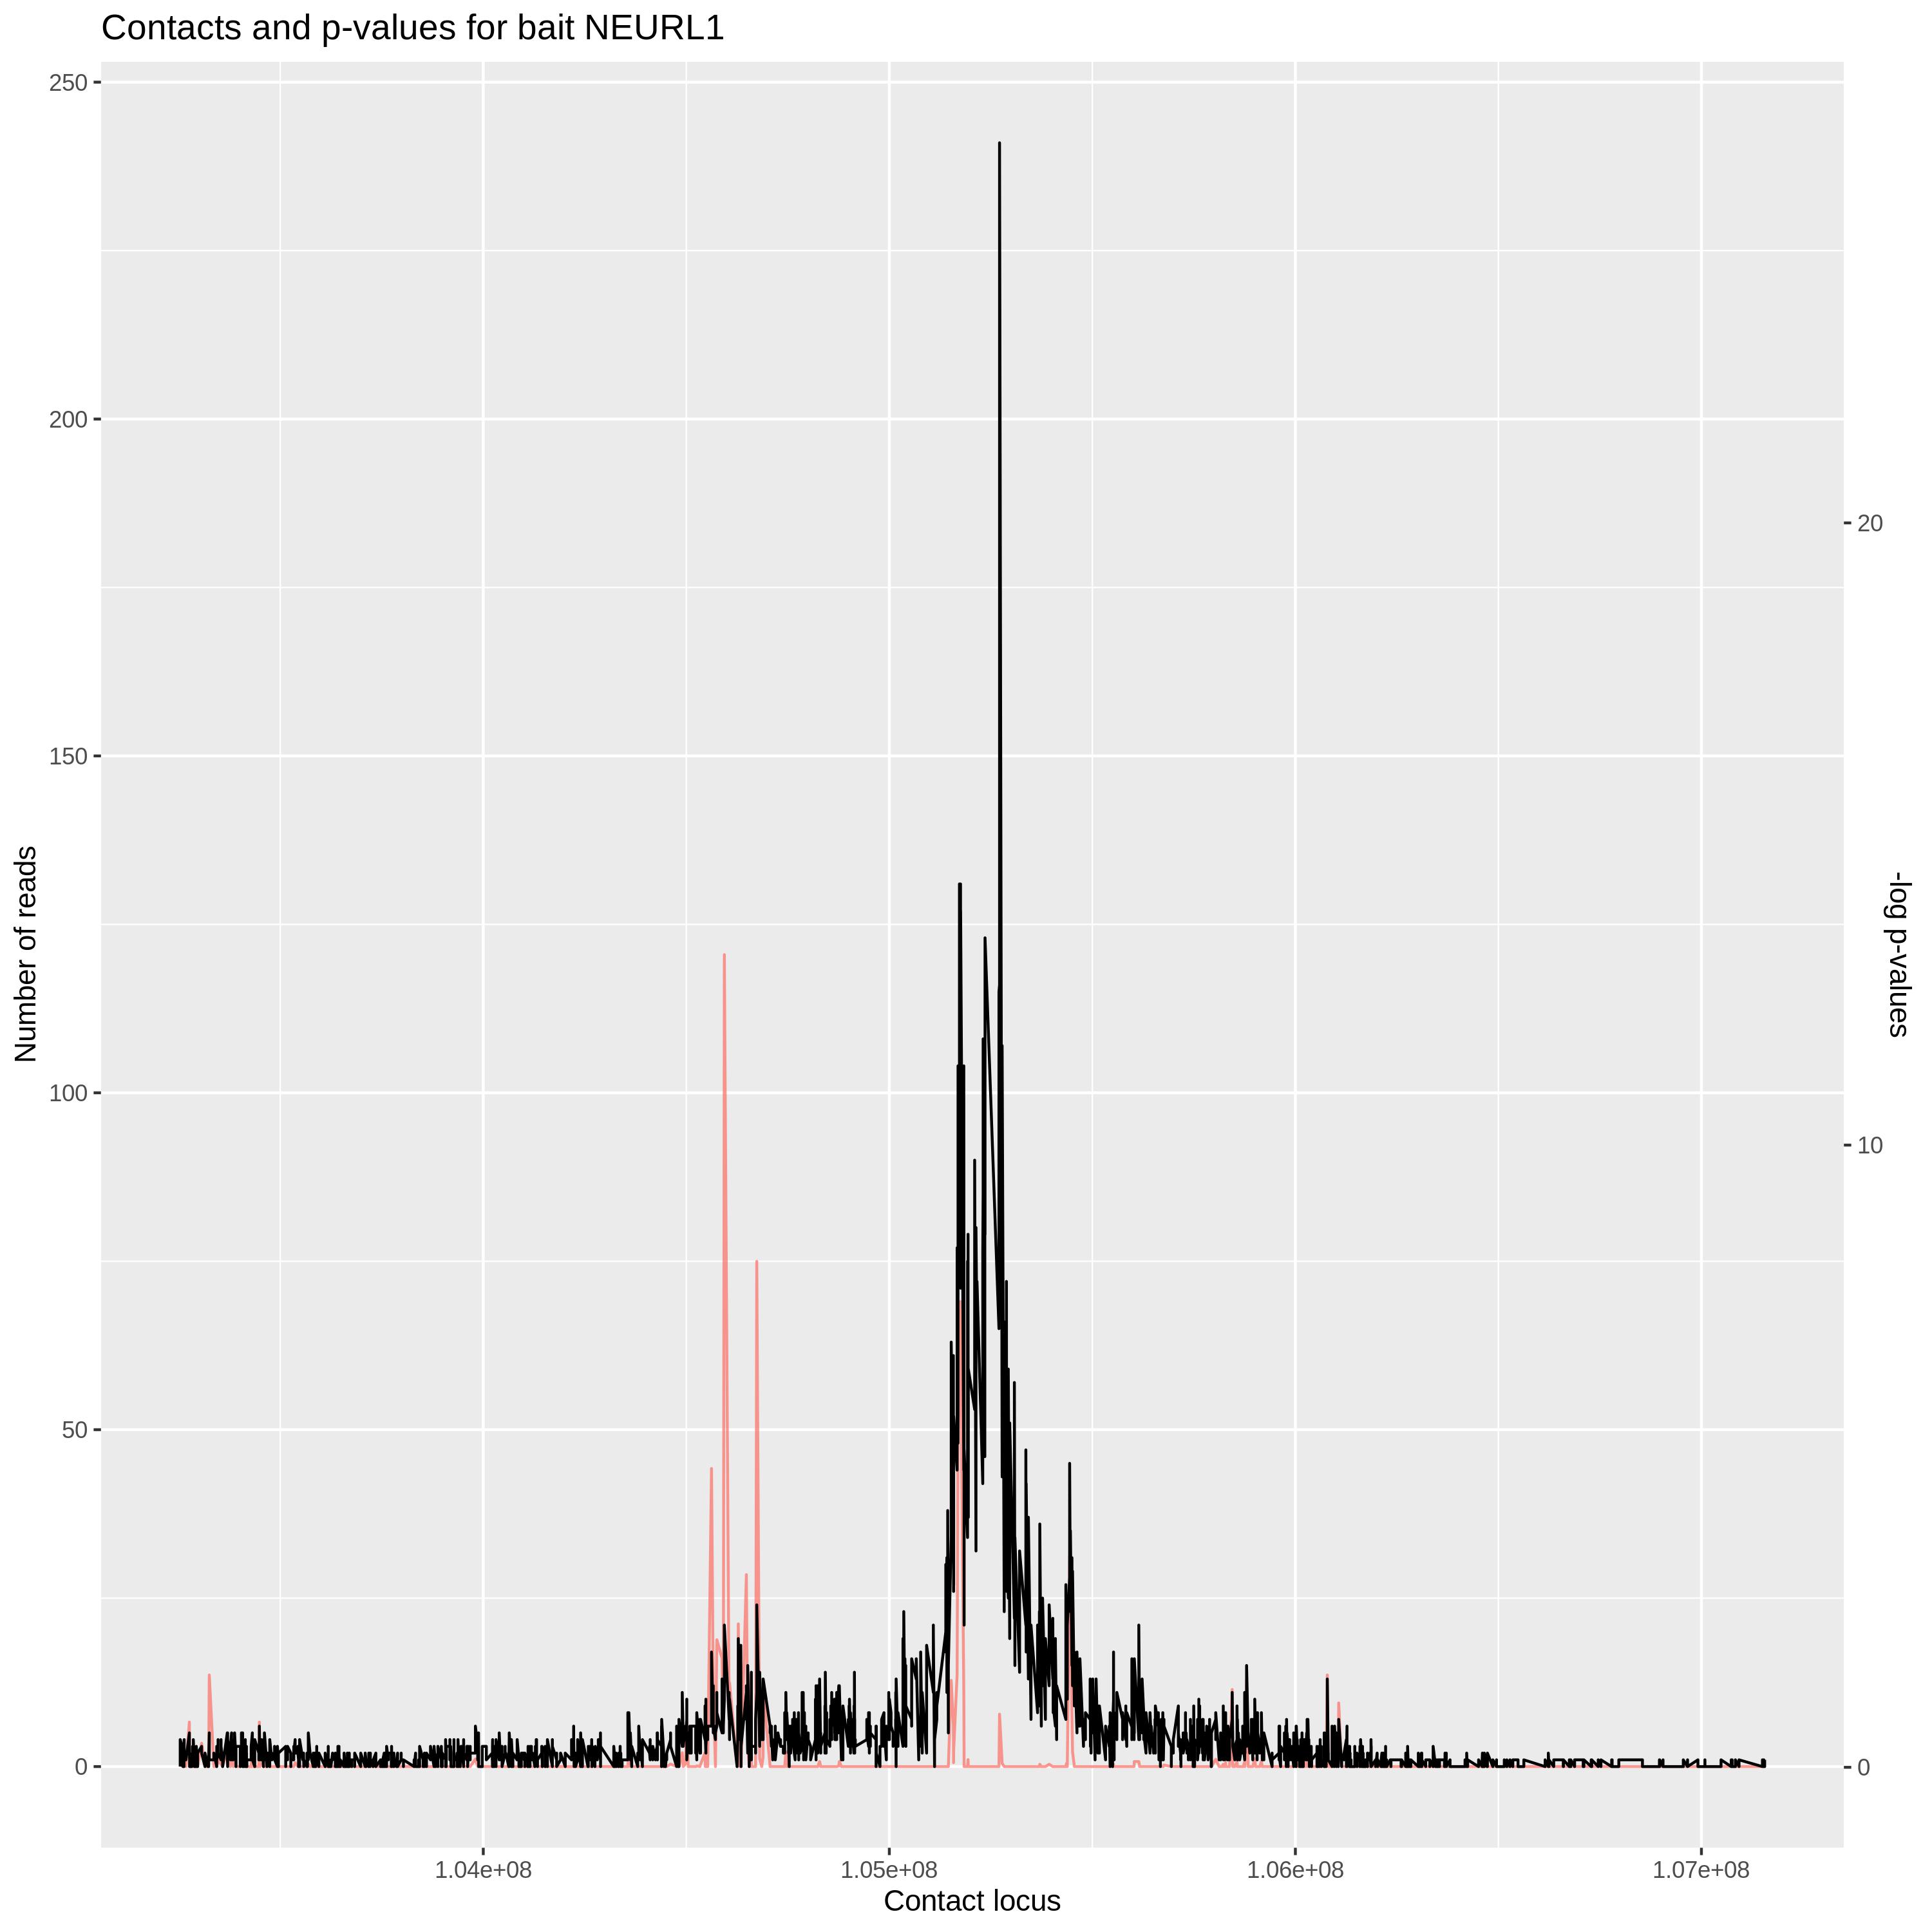 Contacts and p-values for bait NEURL1
250
200
150
100
50
0
Number of reads
20
10
0
-log p-values
1.04e+08 1.05e+08 1.06e+08 1.07e+08
Contact locus